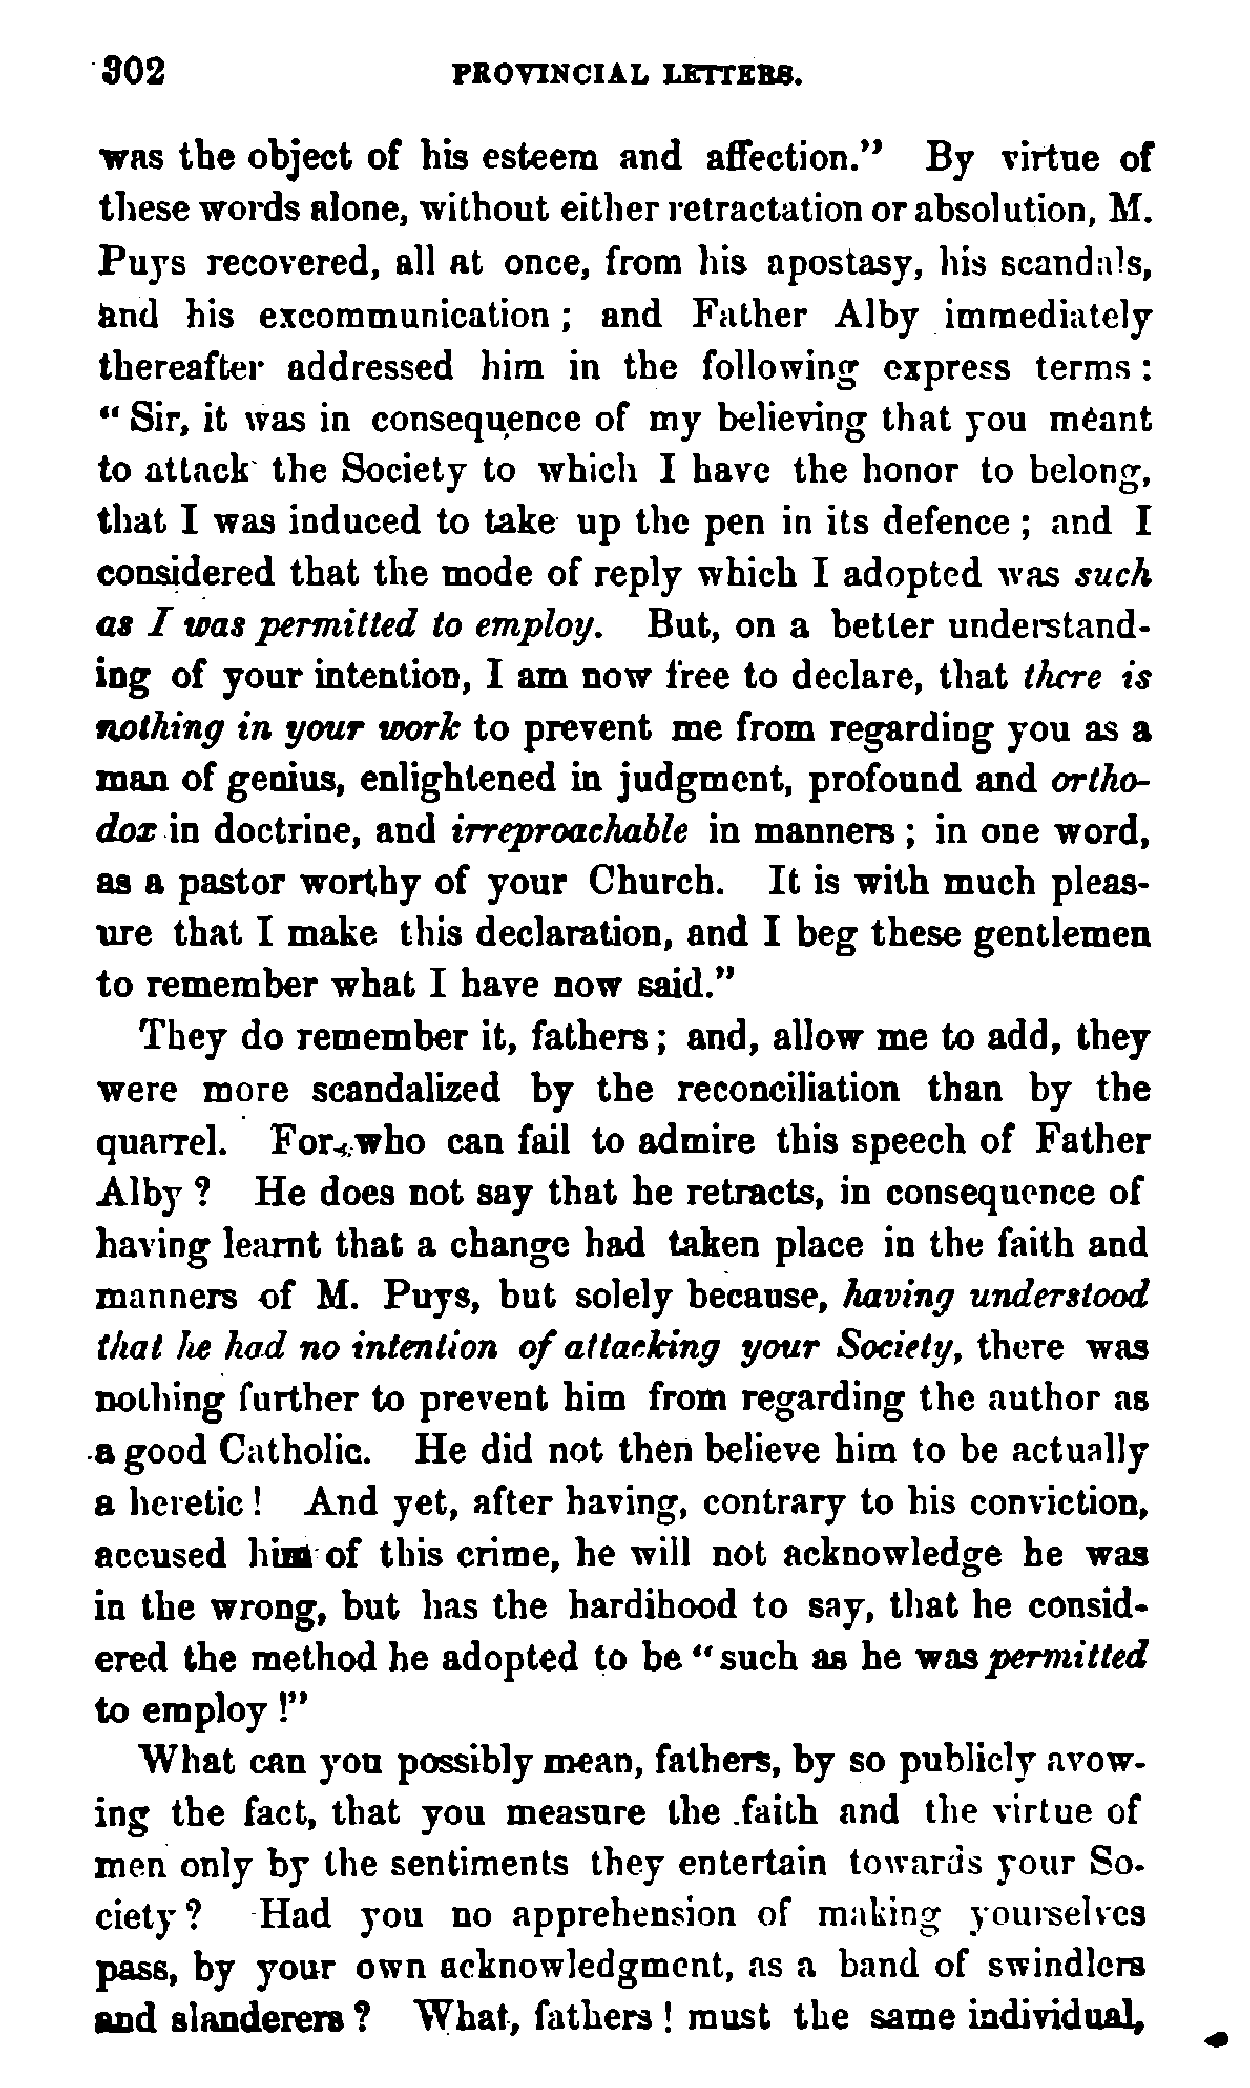 302 PROVINCIAL LETTERS.
was the object of his esteem and affection." By virtue of
these words alone, without either retractation or absolution, M.
Puys recovered, all at once, from his apostasy, his scandals,
and his excommunication ; and Father Alby immediately
thereafter addressed him in the following express terms :
" Sir, it was in consequence of my believing that you meant
to attack the Society to which I have the honor to belong,
that I was induced to take up the pen in its defence ; and I
considered that the mode of reply which I adopted was such
as I was permitted to employ. But, on a better understand-
ing of your intention, I am now free to declare, that there is
nothing in your work to prevent me from regarding you as a
man of genius, enlightened in judgment, profound and ortho-
dox in doctrine, and irreproachable in manners ; in one word,
as a pastor worthy of your Church. It is with much pleas-
ure that I make this declaration, and I beg these gentlemen
to remember what I have now said."
They do remember it, fathers ; and, allow me to add, they
were more scandalized by the reconciliation than by the
quarrel. For who can fail to admire this speech of Father
Alby ? He does not say that he retracts, in consequence of
having learnt that a change had taken place in the faith and
manners of M. Puys, but solely because, having understood
that he had no intention of attacking your Society, there was
nothing further to prevent him from regarding the author as
a good Catholic. He did not then believe him to be actually
a heretic ! And yet, after having, contrary to his conviction,
accused him of this crime, he will not acknowledge he was
in the wrong, but has the hardihood to say, that he consid-
ered the method he adopted to be "such as he was permitted
to employ !"
What can you possibly mean, fathers, by so publicly avow-
ing the fact, that you measure the faith and the virtue of
men only by the sentiments they entertain towards your So-
ciety ? Had you no apprehension of making yourselves
pass, by your own acknowledgment, as a band of swindlers
and slanderers ? What, fathers ! must the same individual,